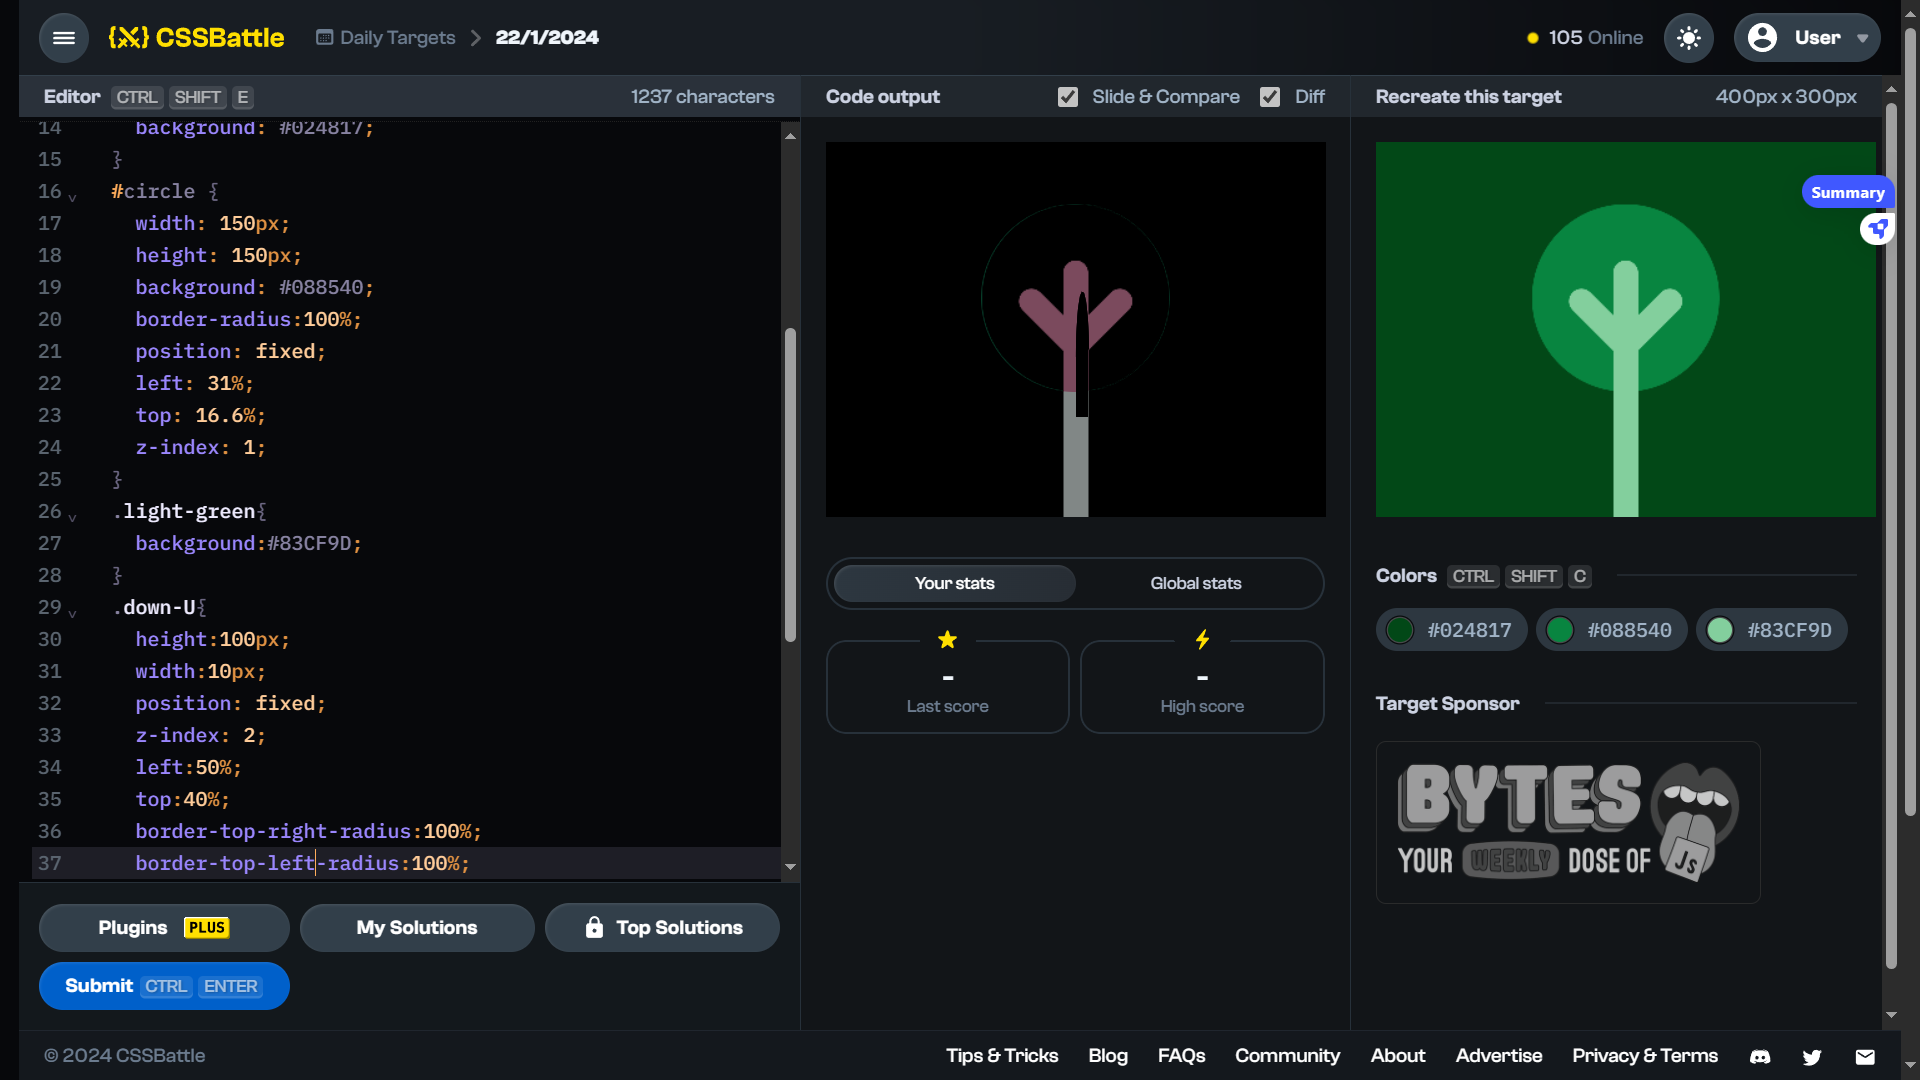 CSSBattle
Daily Targets
22/1/2024
105 Online
User
Editor CTRL SHIFT E
1237 characters
14 background: #024817;
15 }
16 #circle {
17 width: 150px;
18 height: 150px;
19 background: #088540;
20 border-radius:100%;
21 position: fixed;
22 left: 31%;
23 top: 16.6%;
24 z-index: 1;
25 }
26 .light-green{
27 background:#83CF9D;
28 }
29 .down-U{
30 height:100px;
31 width:10px;
32 position: fixed;
33 z-index: 2;
34 left:50%;
35 top:40%;
36 border-top-right-radius:100%;
37 border-top-left-radius:100%;
Plugins PLUS
My Solutions
Top Solutions
Submit CTRL ENTER
Code output
Slide & Compare
Diff
Your stats
Global stats
-
Last score
-
High score
Recreate this target
400px x 300px
Summary
Colors CTRL SHIFT C
#024817
#088540
#83CF9D
Target Sponsor
BYTES
YOUR WEEKLY DOSE OF
JS
© 2024 CSSBattle
Tips & Tricks
Blog
FAQs
Community
About
Advertise
Privacy & Terms